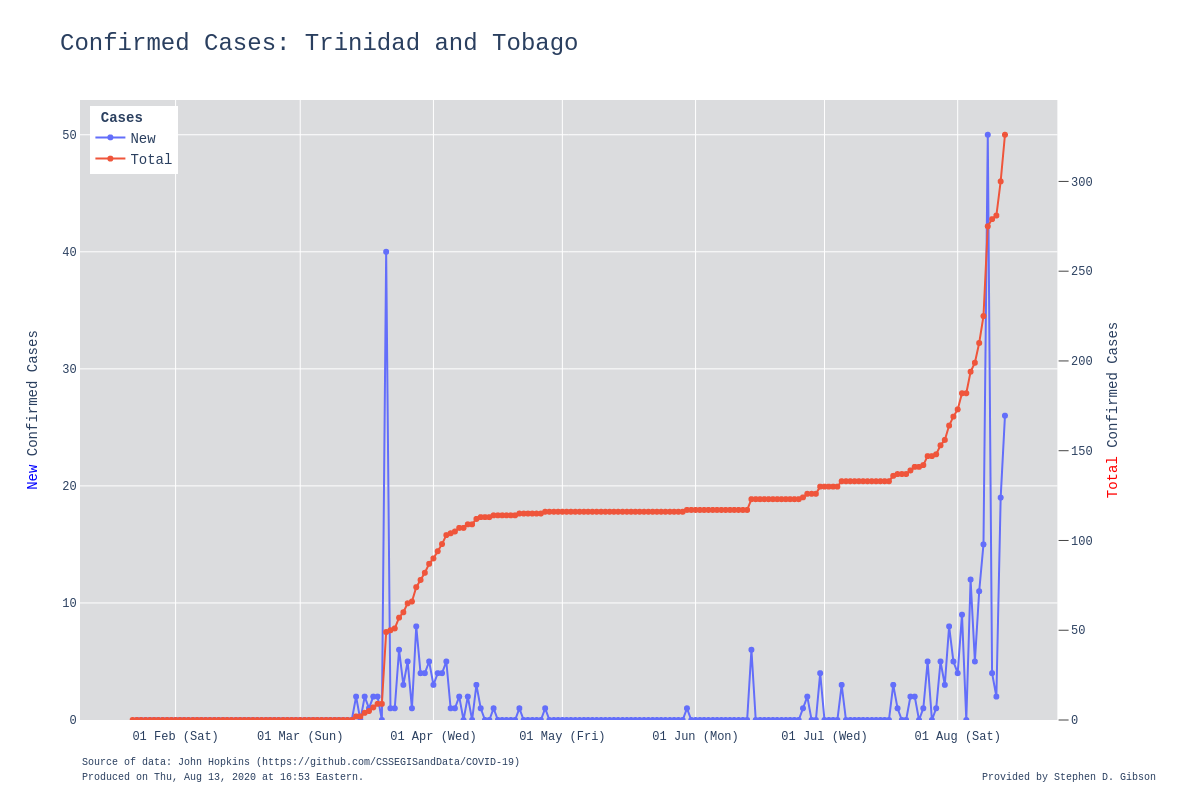 Confirmed Cases: Trinidad and Tobago
Cases
New
Total
50
40
30
20
10
0
New Confirmed Cases
300
250
200
150
100
50
0
Total Confirmed Cases
01 Feb (Sat)
01 Mar (Sun)
01 Apr (Wed)
01 May (Fri)
01 Jun (Mon)
01 Jul (Wed)
01 Aug (Sat)
Source of data: John Hopkins (https://github.com/CSSEGISandData/COVID-19)
Produced on Thu, Aug 13, 2020 at 16:53 Eastern.
Provided by Stephen D. Gibson